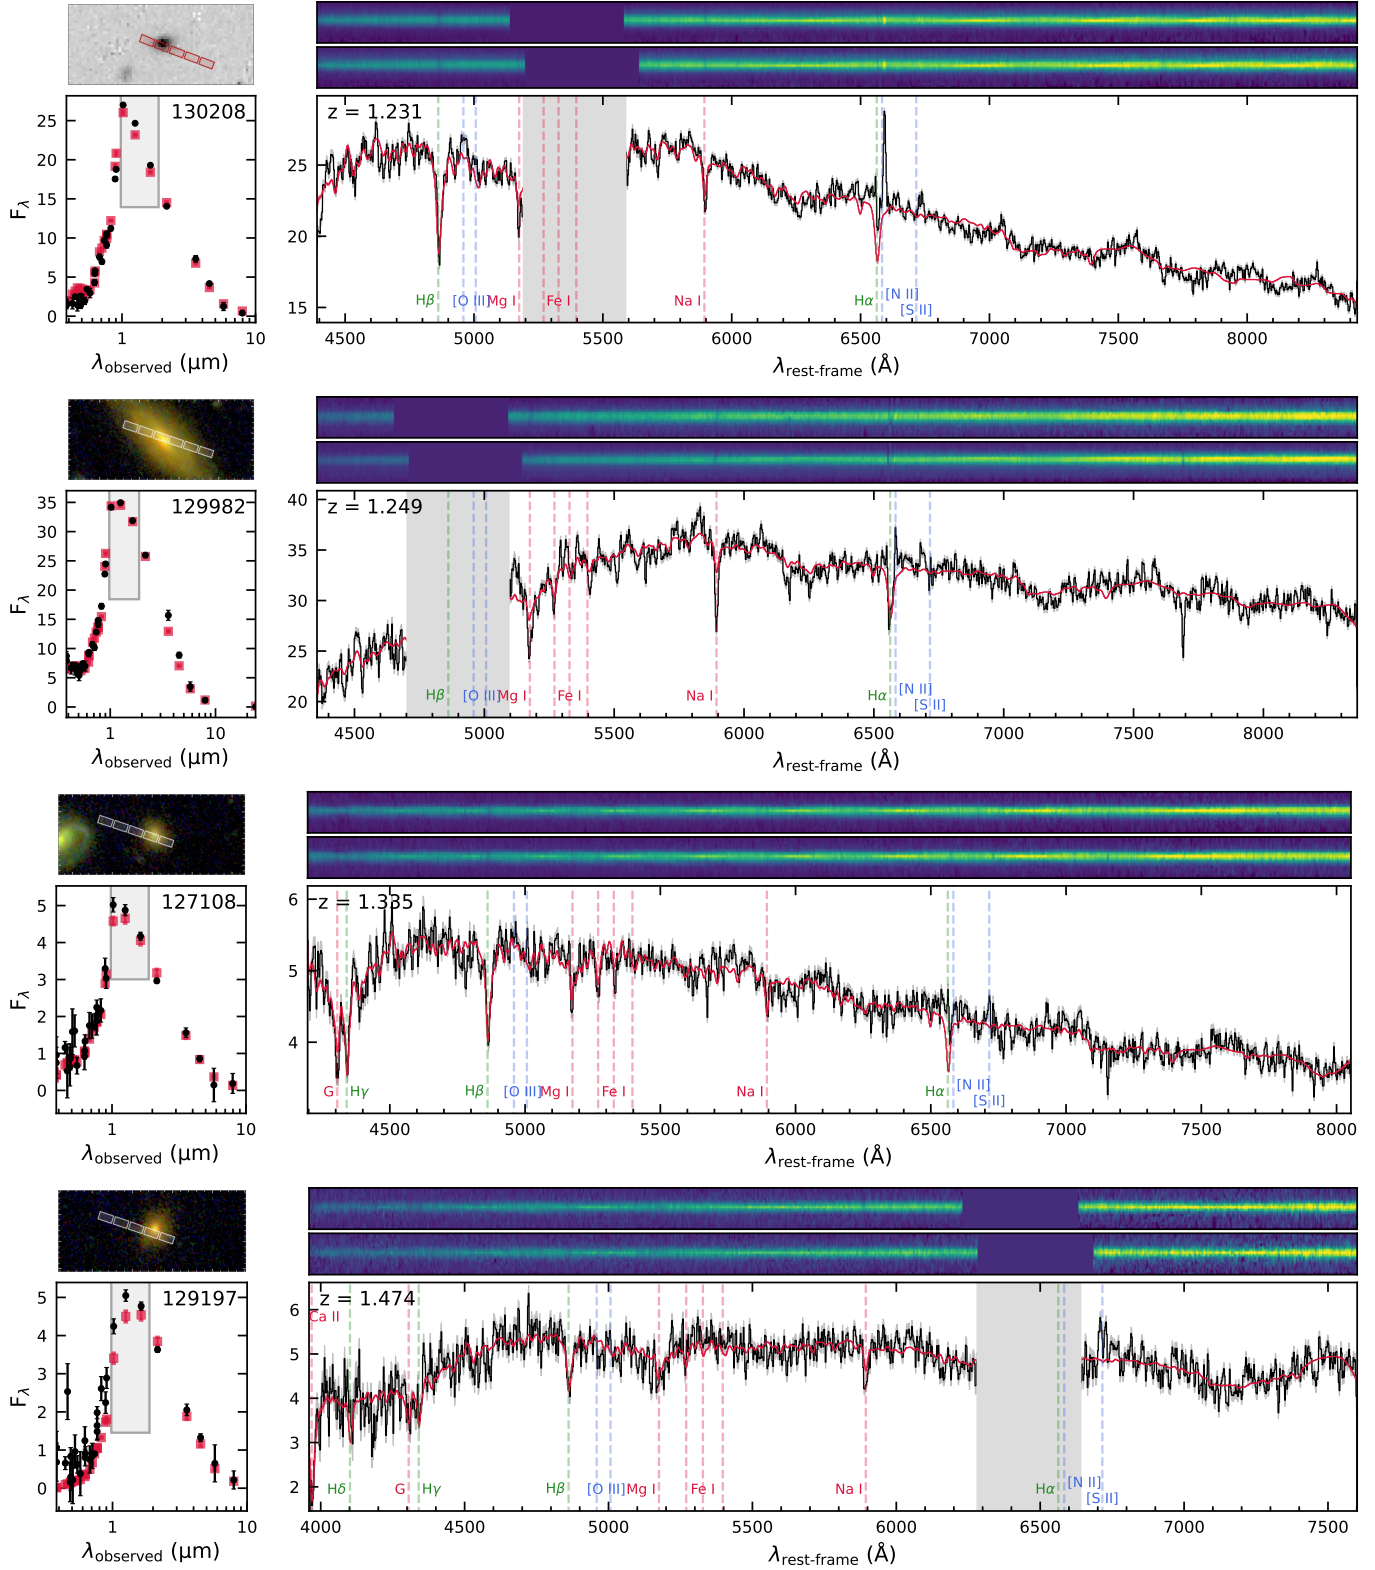 130208
25
20
15
10
5
0
F_λ
1
10
λ_observed (μm)
z = 1.231
25
20
15
Hβ
[O III]
Mg I
Fe I
Na I
Hα
[N II]
[S II]
4500 5000 5500 6000 6500 7000 7500 8000
λ_rest-frame (Å)
129982
35
30
25
20
15
10
5
0
F_λ
1
10
λ_observed (μm)
z = 1.249
40
35
30
25
20
Hβ
[O III]
Mg I
Fe I
Na I
Hα
[N II]
[S II]
4500 5000 5500 6000 6500 7000 7500 8000
λ_rest-frame (Å)
127108
5
4
3
2
1
0
F_λ
1
10
λ_observed (μm)
z = 1.335
6
5
4
G
Hγ
Hβ
[O III]
Mg I
Fe I
Na I
Hα
[N II]
[S II]
4500 5000 5500 6000 6500 7000 7500 8000
λ_rest-frame (Å)
129197
5
4
3
2
1
0
F_λ
1
10
λ_observed (μm)
z = 1.474
Ca II
6
5
4
3
2
Hδ
G
Hγ
Hβ
[O III]
Mg I
Fe I
Na I
Hα
[N II]
[S II]
4000 4500 5000 5500 6000 6500 7000 7500
λ_rest-frame (Å)